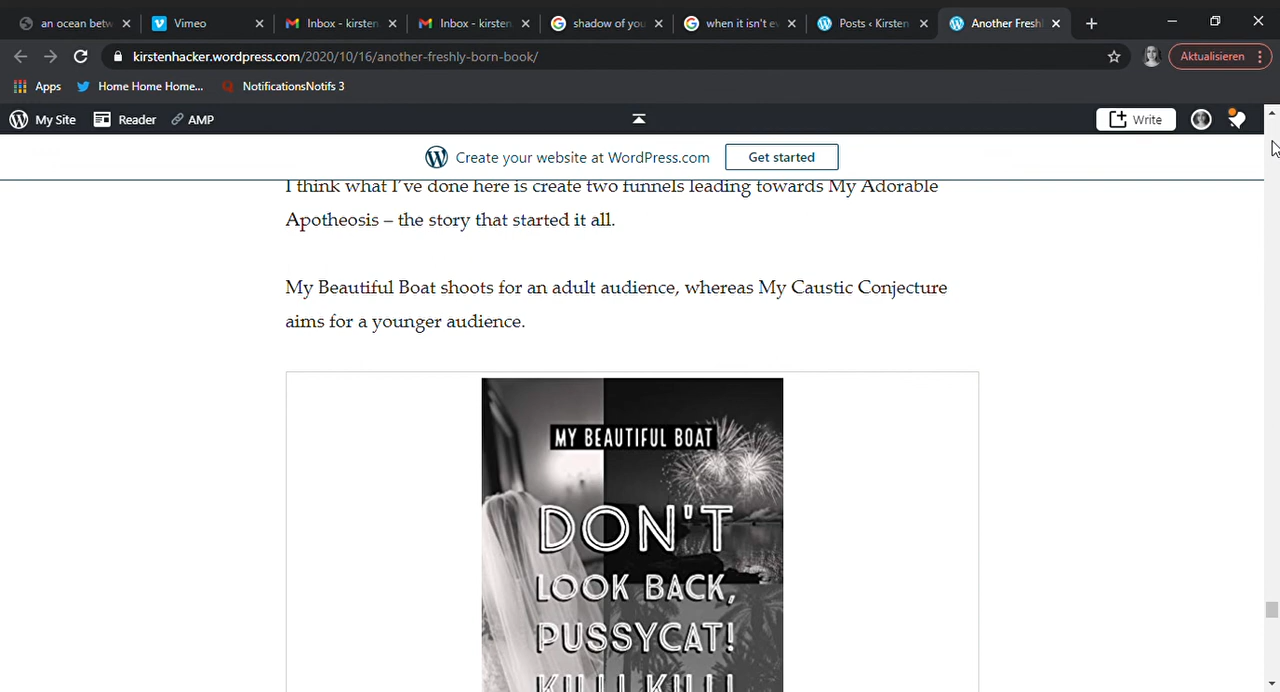 an ocean betw
Vimeo
Inbox - kirsten
Inbox - kirsten.
shadow of you
when it isn't e
Posts ‹ Kirsten
Another Fresh
kirstenhacker.wordpress.com/2020/10/16/another-freshly-born-book/
Aktualisieren
Apps
Home Home Home...
NotificationsNotifs 3
My Site
Reader
AMP
Write
Create your website at WordPress.com
Get started
I think what I've done here is create two funnels leading towards My Adorable
Apotheosis – the story that started it all.
My Beautiful Boat shoots for an adult audience, whereas My Caustic Conjecture
aims for a younger audience.
MY BEAUTIFUL BOAT
DON'T
LOOK BACK,
PUSSYCAT!
KILL! KILL!